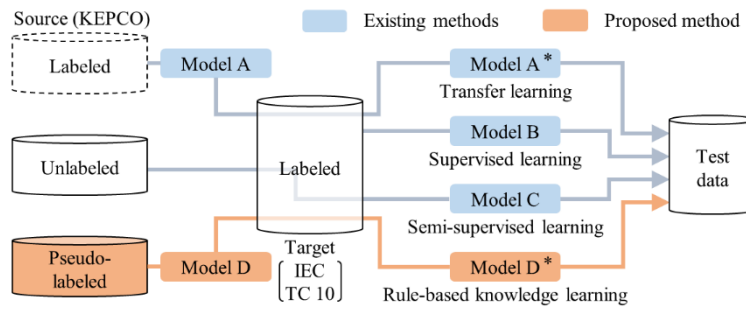 Source (KEPCO)
Existing methods
Proposed method
Labeled
Model A
Model A*
Transfer learning
Unlabeled
Labeled
Model B
Supervised learning
Test
data
Model C
Semi-supervised learning
Pseudo-
labeled
Model D
Target
IEC
TC 10
Model D*
Rule-based knowledge learning